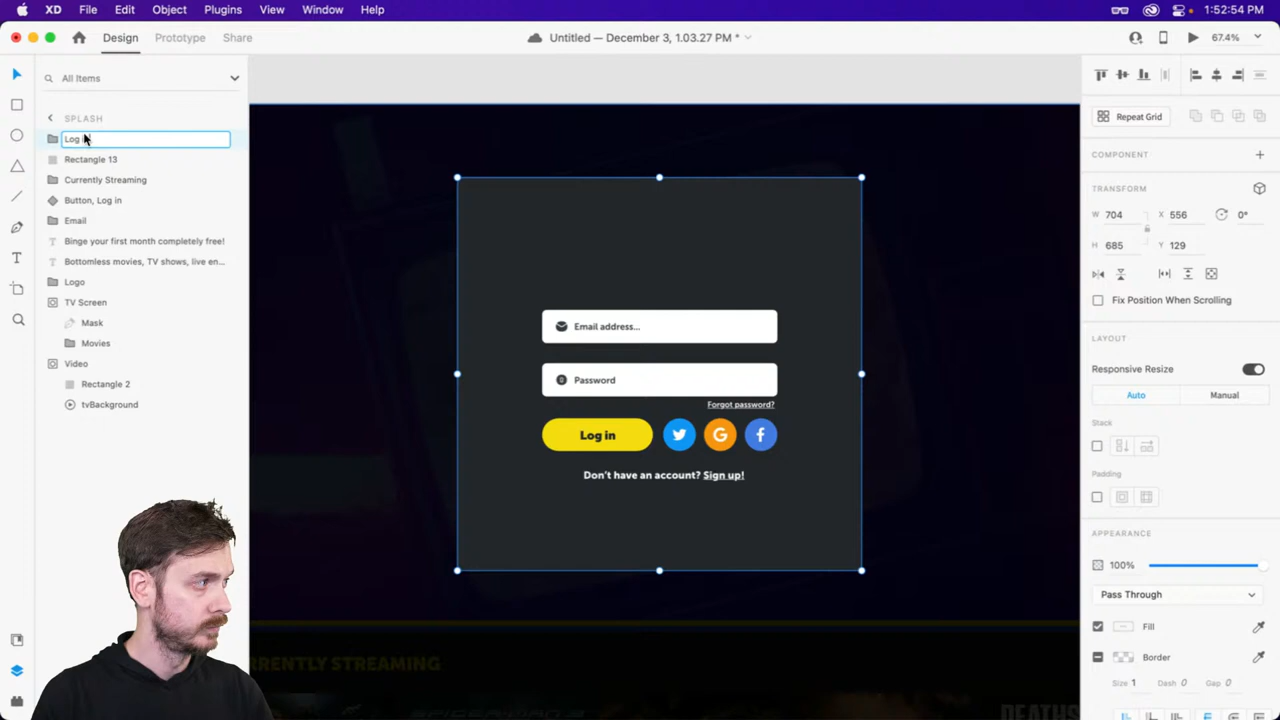 XD File Edit Object Plugins View Window Help 1:52:54 PM
Design Prototype Share Untitled — December 3, 1.03.27 PM * 67.4%
All Items
SPLASH
Log
Rectangle 13
Currently Streaming
Button, Log in
Email
Binge your first month completely free!
Bottomless movies, TV shows, live en...
Logo
TV Screen
Mask
Movies
Video
Rectangle 2
tvBackground
Email address...
Password
Forgot password?
Log in
Don't have an account? Sign up!
CURRENTLY STREAMING
Repeat Grid
COMPONENT
TRANSFORM
W 704 X 556 0°
H 685 Y 129
Fix Position When Scrolling
LAYOUT
Responsive Resize
Auto Manual
Stack
Padding
APPEARANCE
100%
Pass Through
Fill
Border
Size 1 Dash 0 Gap 0